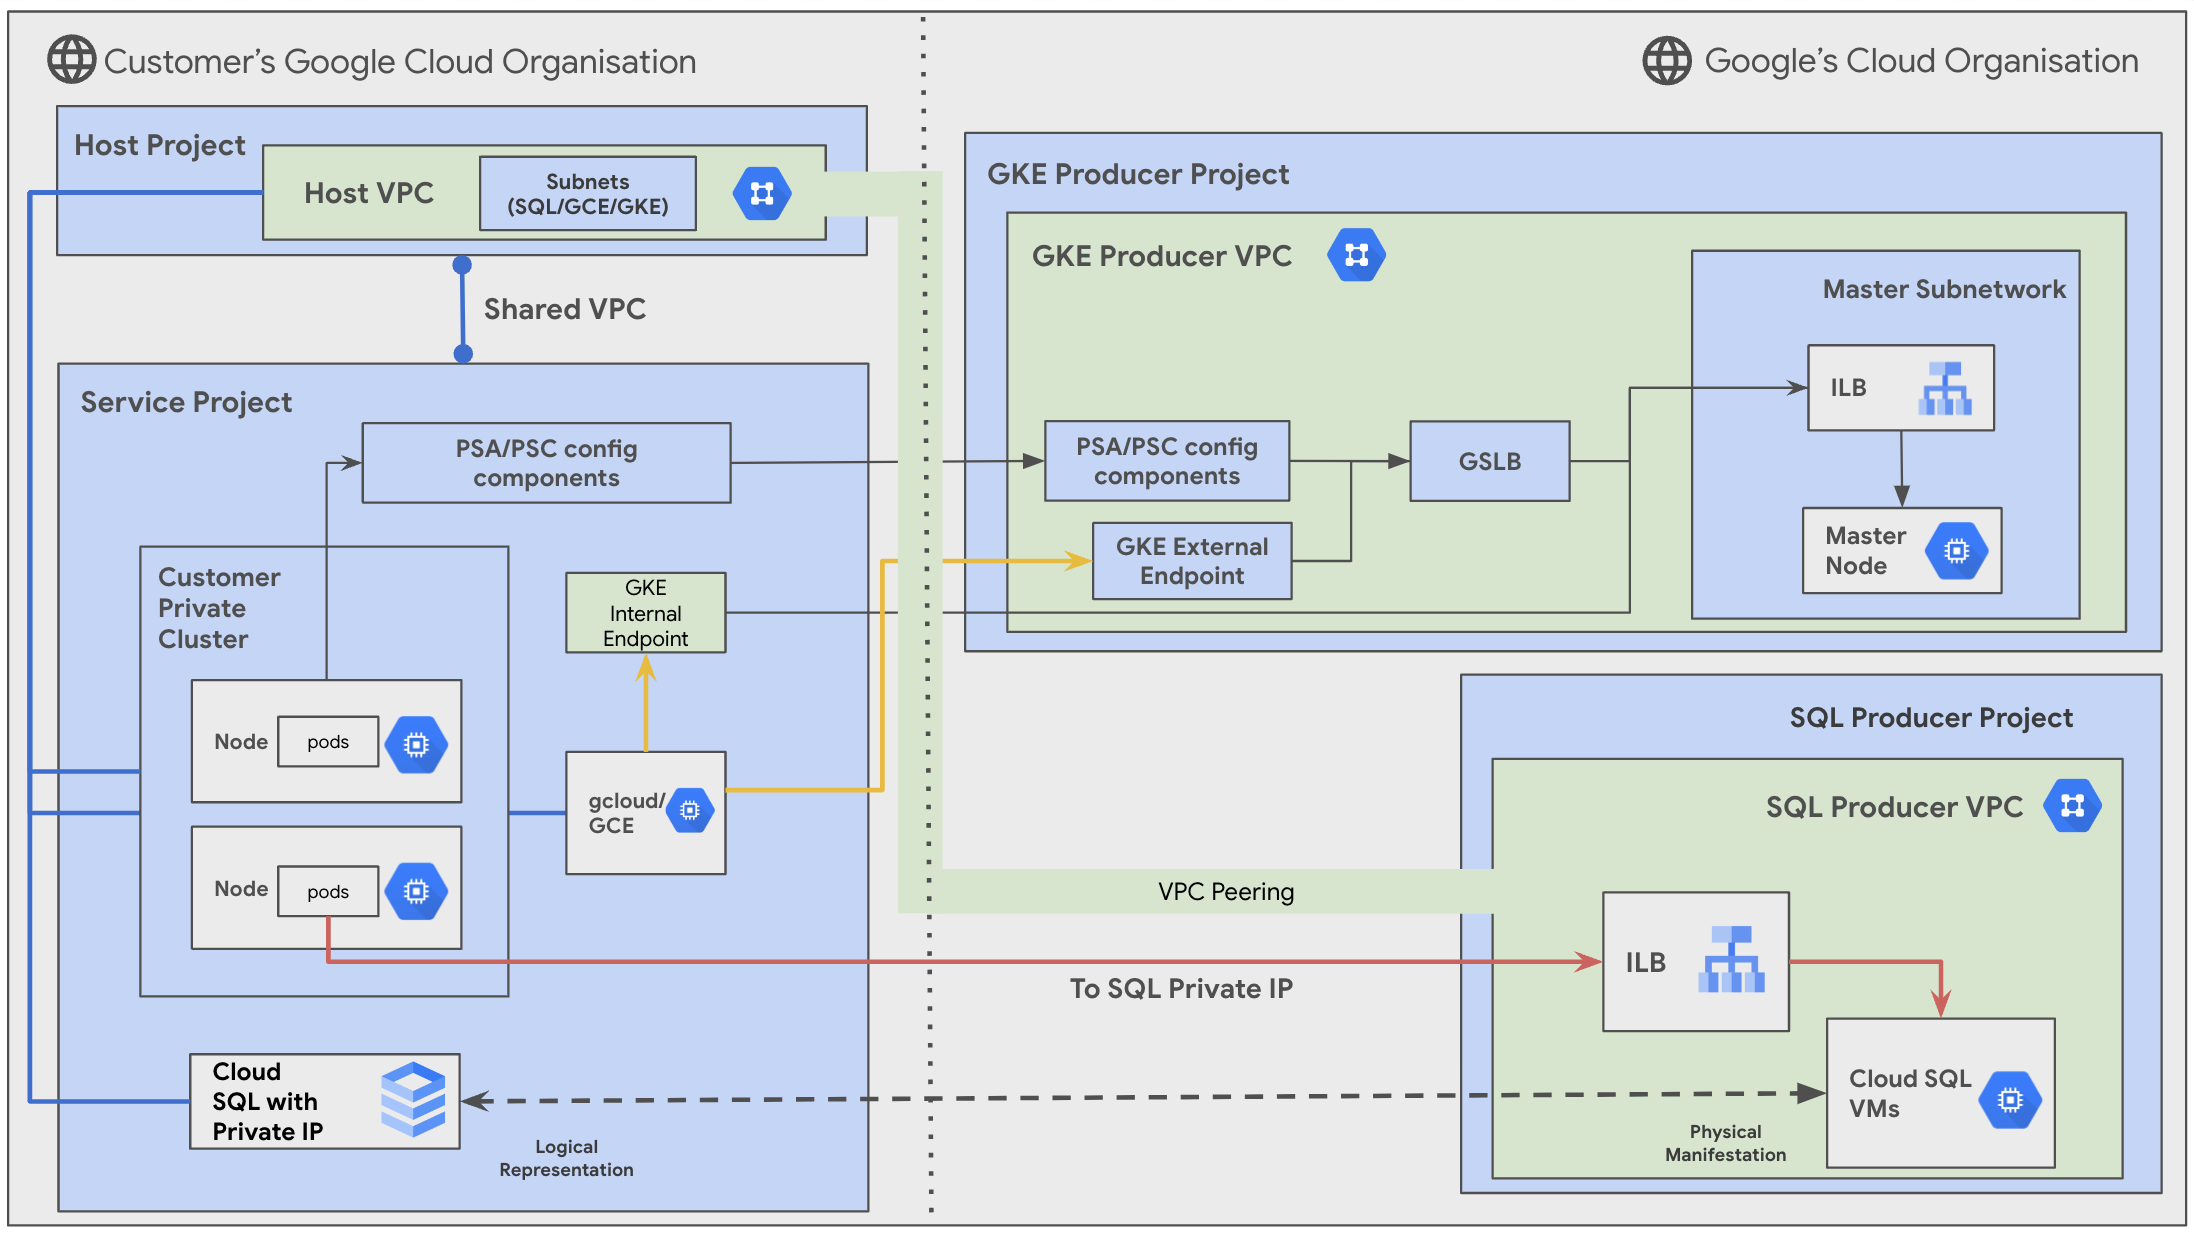 Customer's Google Cloud Organisation
Google's Cloud Organisation
Host Project
Host VPC
Subnets
(SQL/GCE/GKE)
Shared VPC
Service Project
PSA/PSC config
components
Customer
Private
Cluster
GKE
Internal
Endpoint
Node
pods
gcloud/
GCE
Node
pods
Cloud
SQL with
Private IP
Logical
Representation
GKE Producer Project
GKE Producer VPC
Master Subnetwork
ILB
PSA/PSC config
components
GSLB
GKE External
Endpoint
Master
Node
SQL Producer Project
SQL Producer VPC
VPC Peering
ILB
To SQL Private IP
Cloud SQL
VMs
Physical
Manifestation